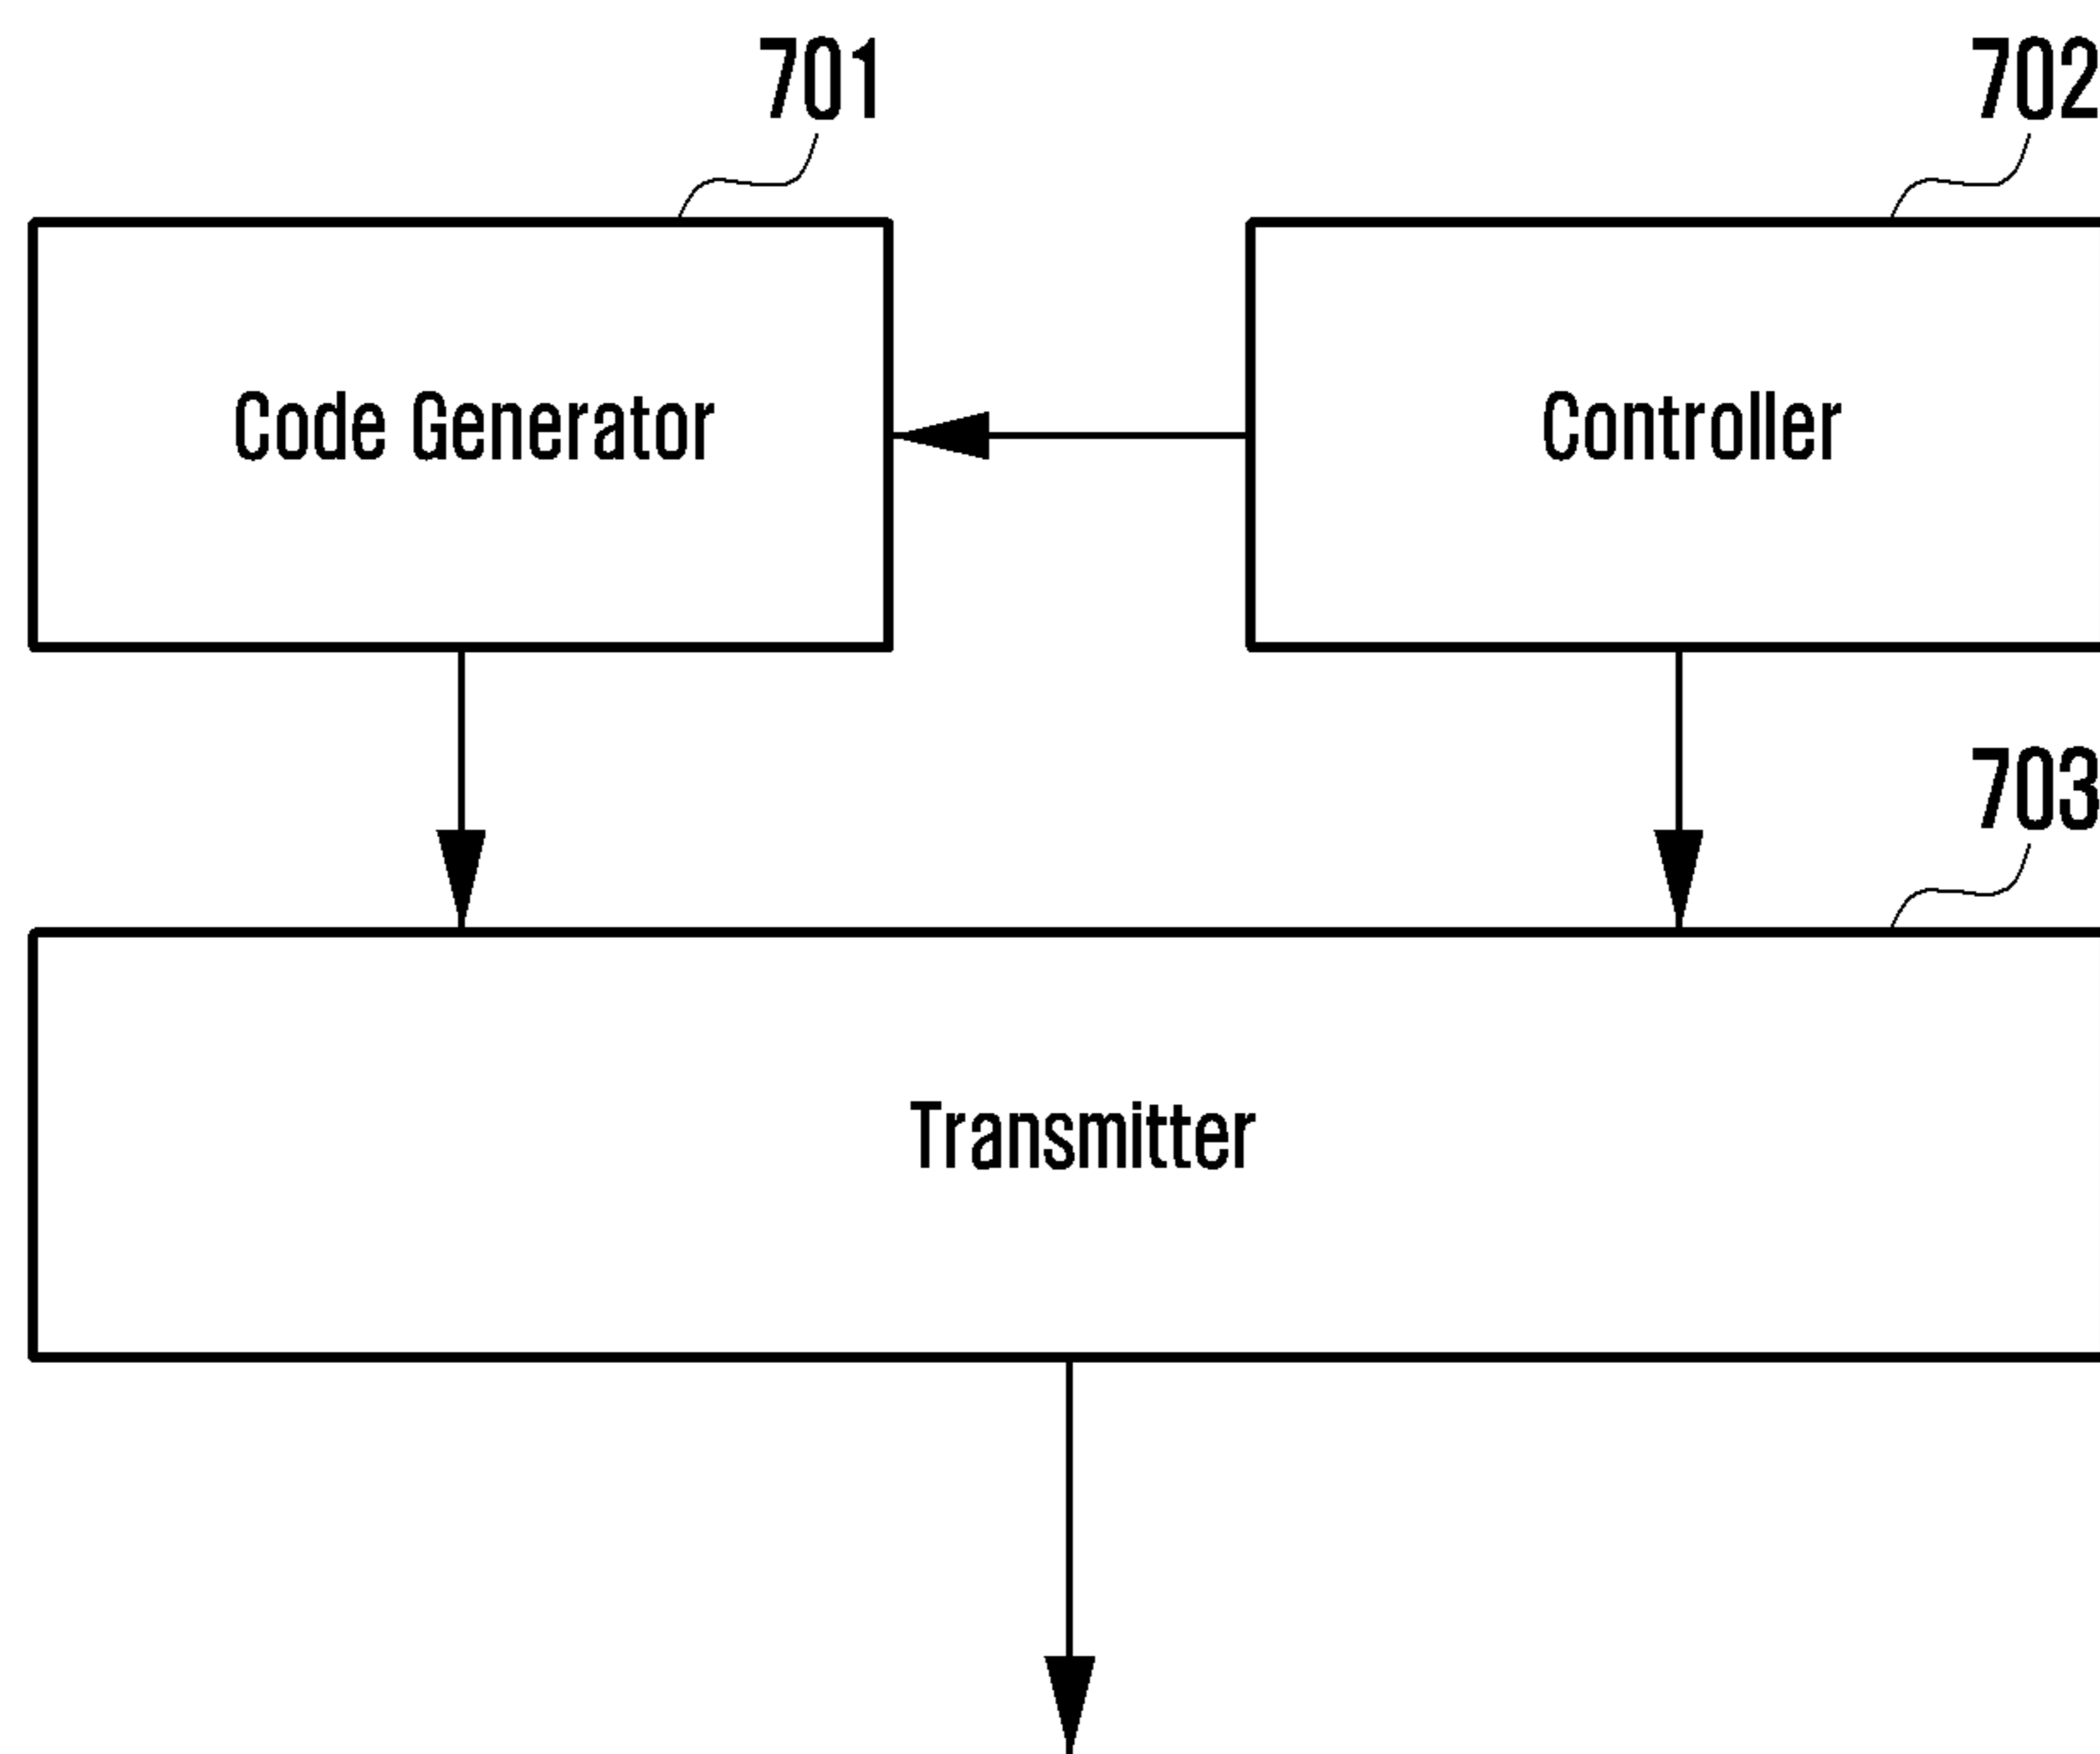 701
702
Code Generator
Controller
703
Transmitter